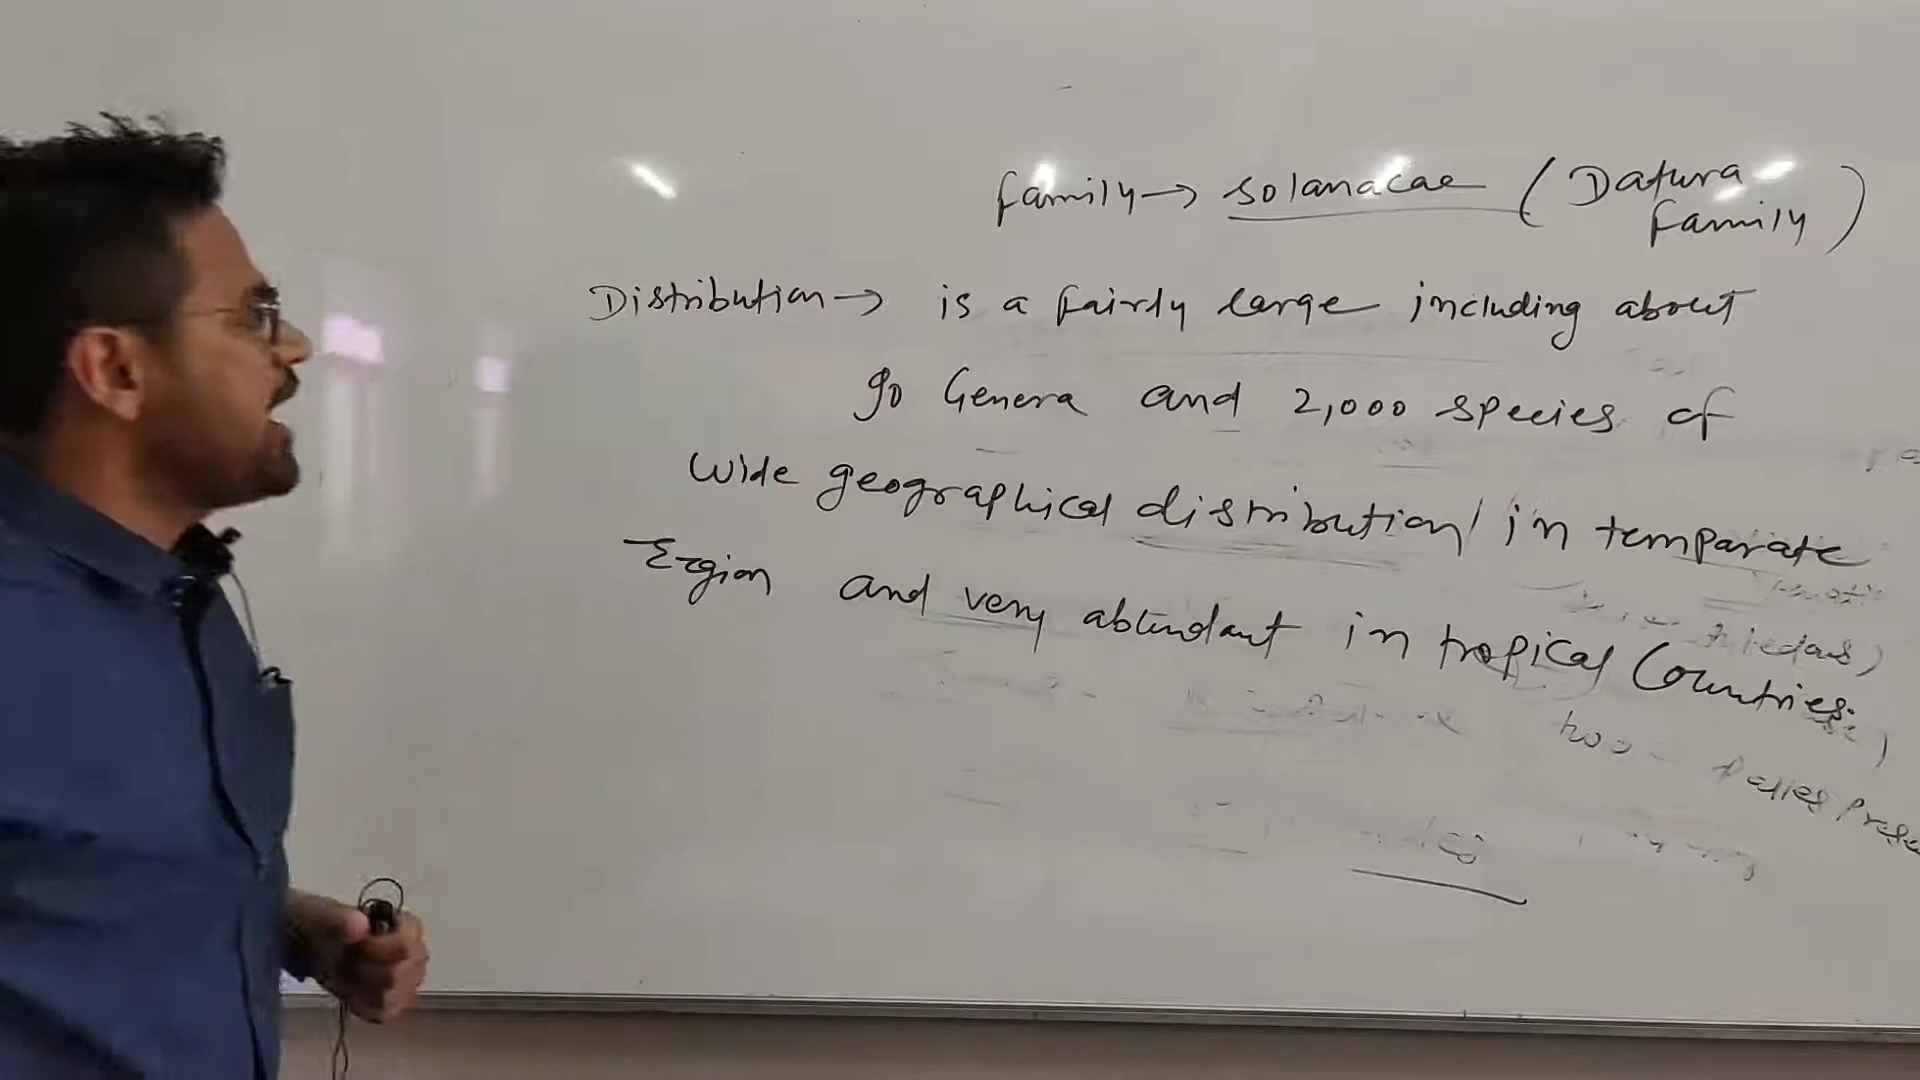 family → solanacae (Datura family)
Distribution → is a fairly large including about
90 Genera and 2,000 species of
wide geographical distribution in temparate
region and very abundant in tropical Countries.